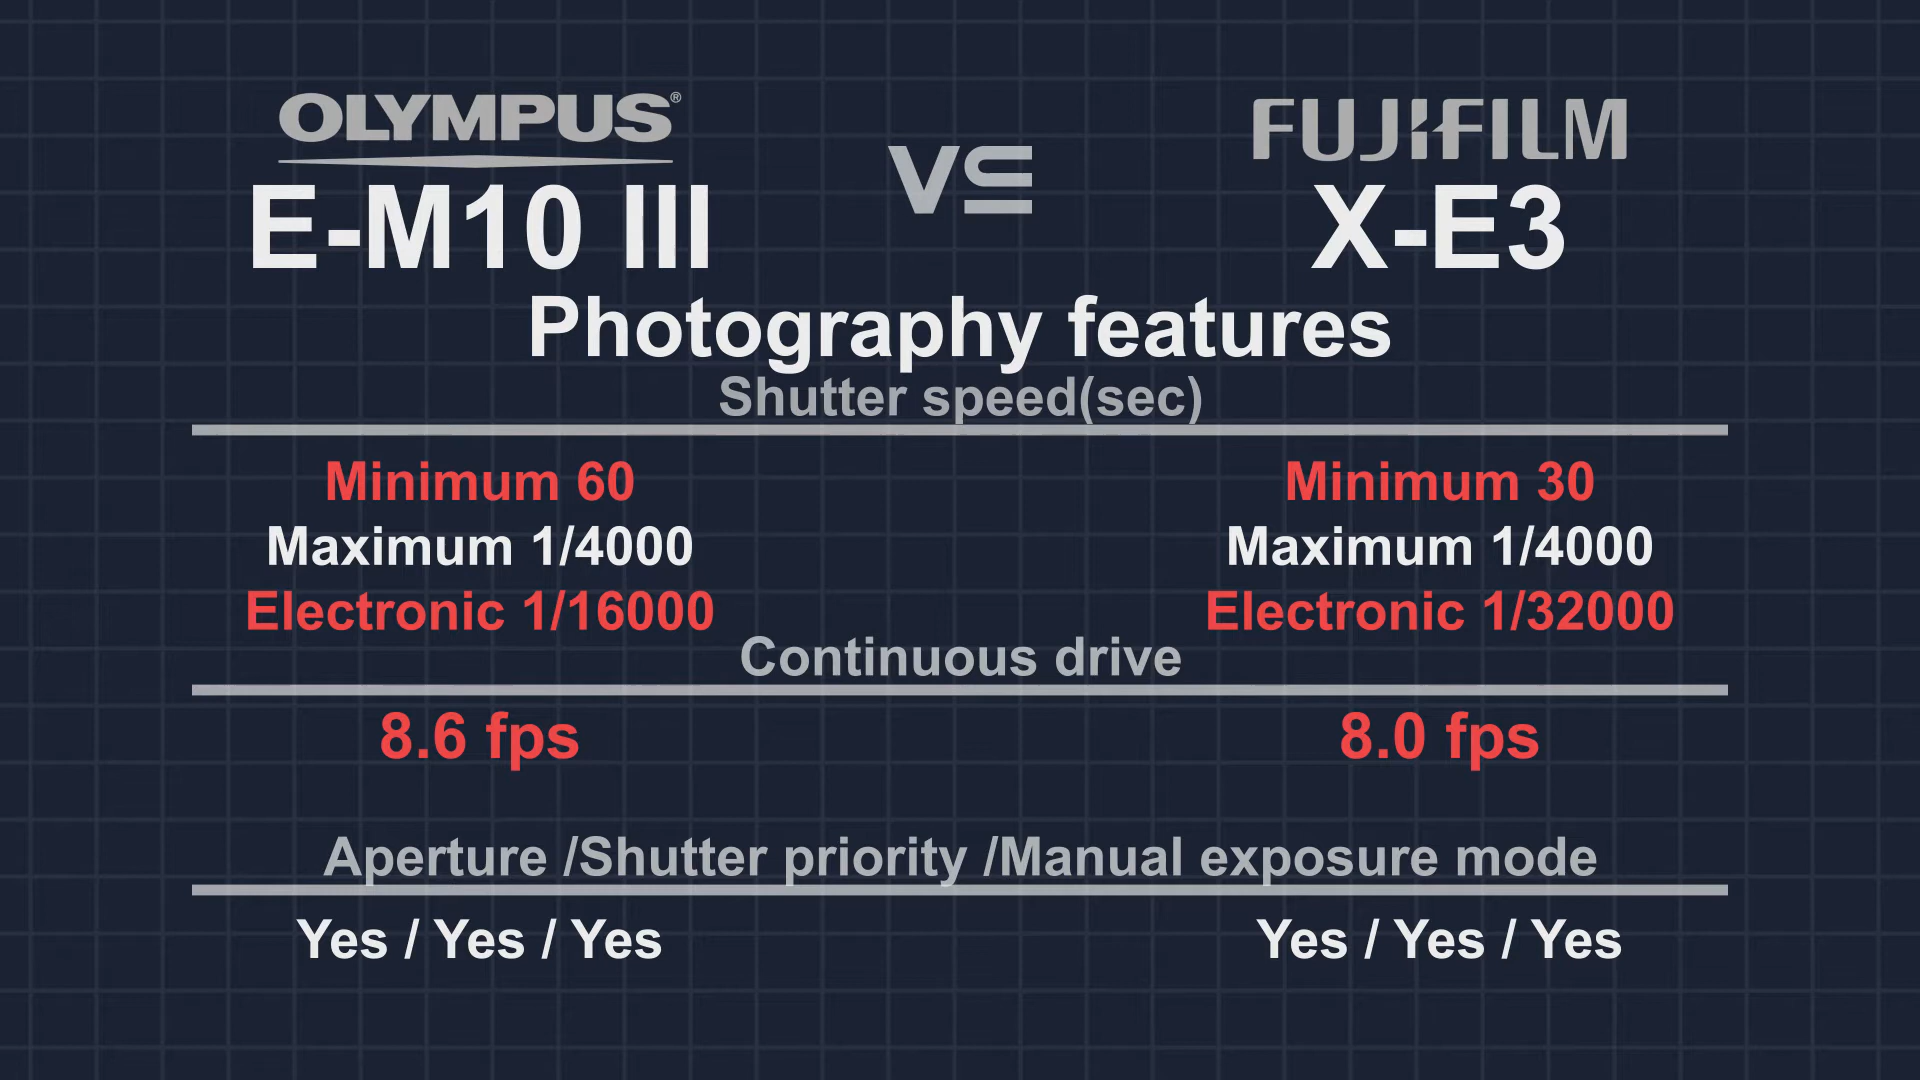 OLYMPUS®
VS
FUJIFILM
E-M10 III
X-E3
Photography features
Shutter speed(sec)
Minimum 60
Minimum 30
Maximum 1/4000
Maximum 1/4000
Electronic 1/16000
Electronic 1/32000
Continuous drive
8.6 fps
8.0 fps
Aperture /Shutter priority /Manual exposure mode
Yes / Yes / Yes
Yes / Yes / Yes